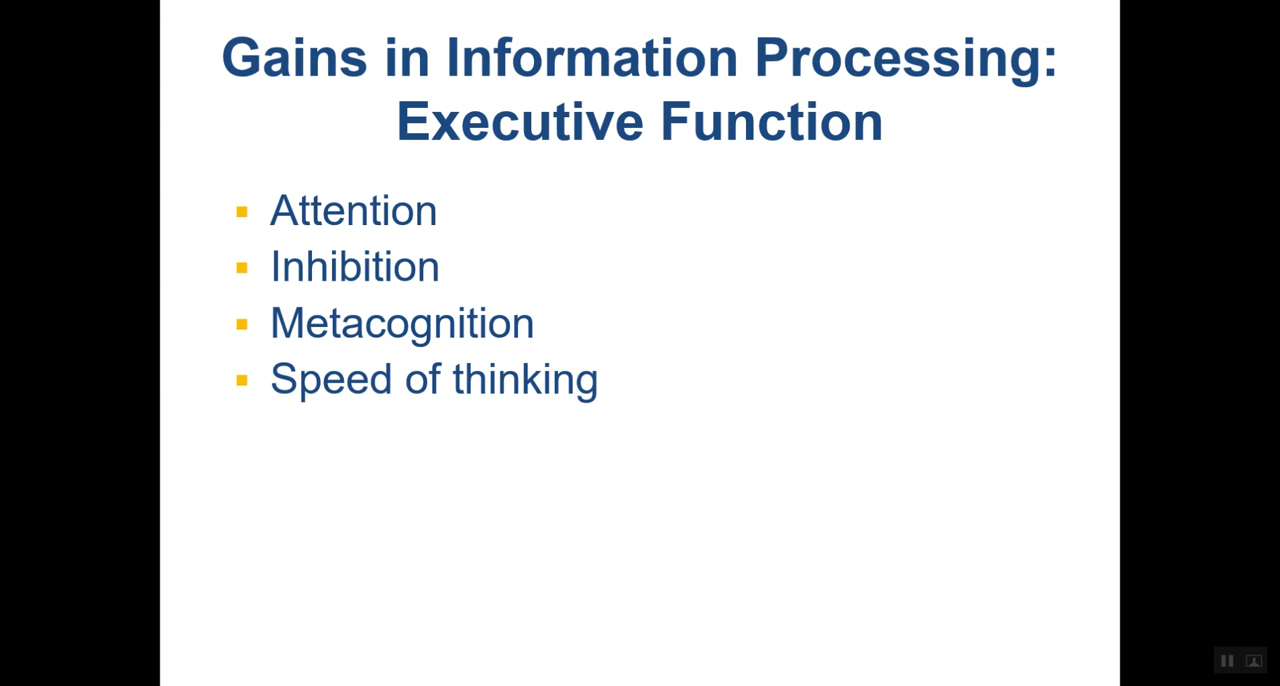 Gains in Information Processing:
Executive Function
Attention
Inhibition
Metacognition
Speed of thinking